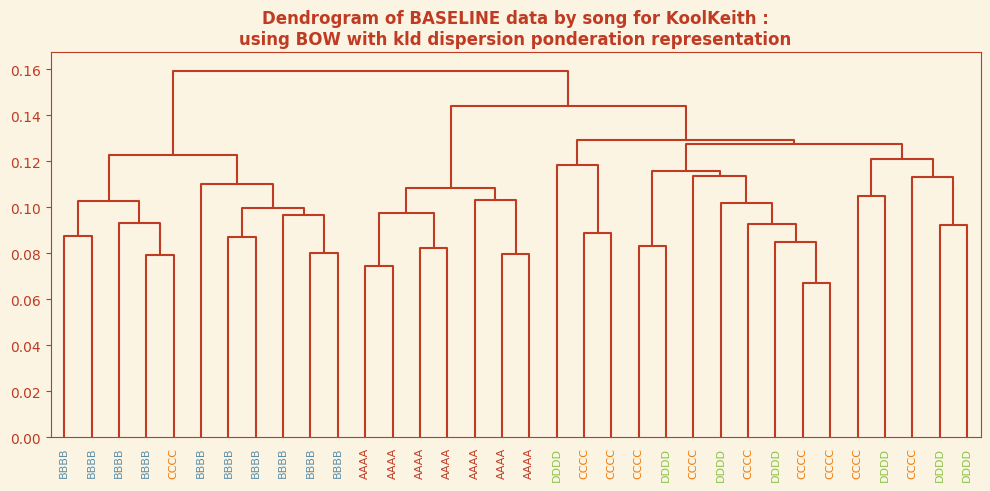 Dendrogram of BASELINE data by song for KoolKeith :
using BOW with kld dispersion ponderation representation
0.16
0.14
0.12
0.10
0.08
0.06
0.04
0.02
0.00
BBBB
BBBB
BBBB
BBBB
CCCC
BBBB
BBBB
BBBB
BBBB
BBBB
BBBB
AAAA
AAAA
AAAA
AAAA
AAAA
AAAA
AAAA
DDDD
CCCC
CCCC
CCCC
DDDD
CCCC
DDDD
CCCC
DDDD
CCCC
CCCC
CCCC
DDDD
CCCC
DDDD
DDDD